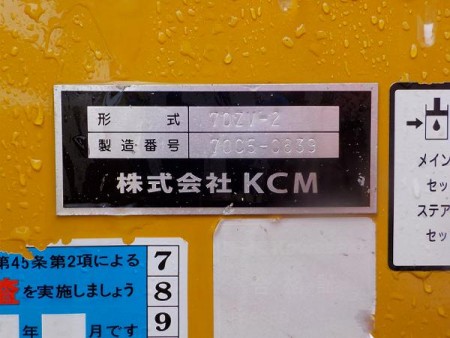 形 式 70ZV-2
製造番号 70C5-0839
株式会社 KCM
メイン
セッ
ステア
セッ
第45条第2項による
を実施しましょう
年 月です
7
8
9